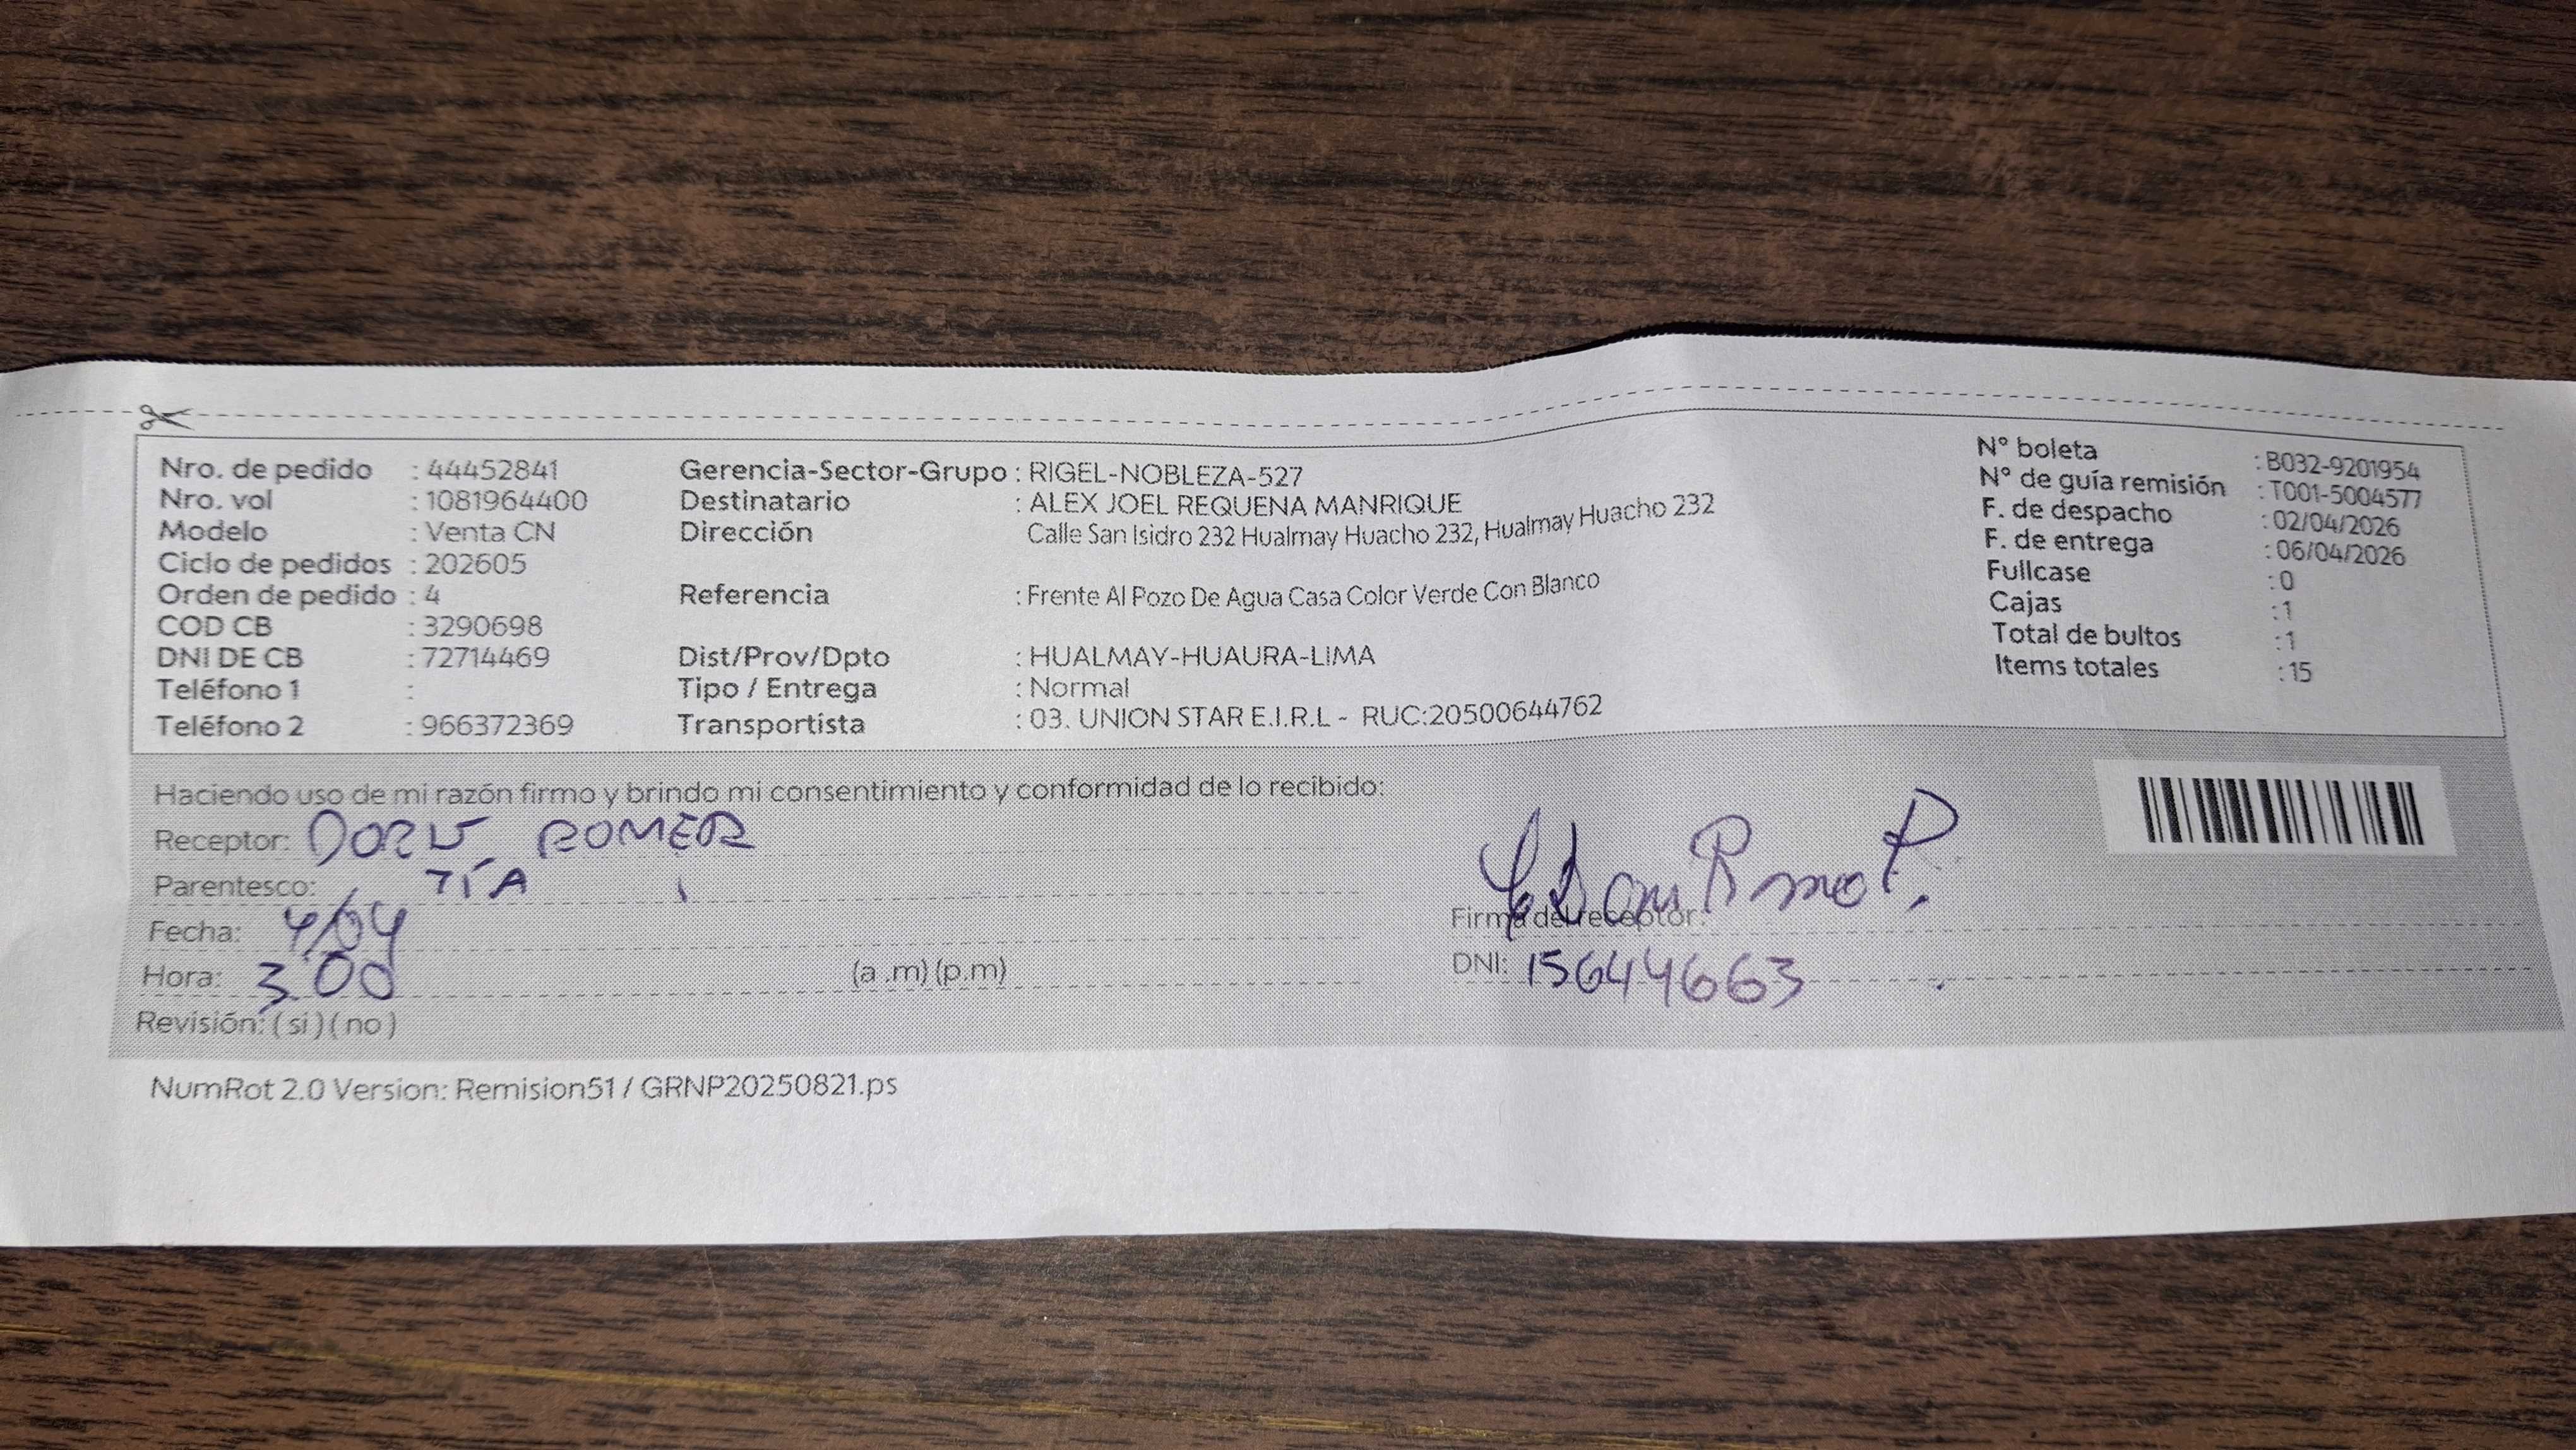 Nro. de pedido : 44452841
Nro. vol : 1081964400
Modelo : Venta CN
Ciclo de pedidos : 202605
Orden de pedido : 4
COD CB : 3290698
DNI DE CB : 72714469
Teléfono 1 :
Teléfono 2 : 966372369
Gerencia-Sector-Grupo : RIGEL-NOBLEZA-527
Destinatario : ALEX JOEL REQUENA MANRIQUE
Dirección Calle San Isidro 232 Hualmay Huacho 232, Hualmay Huacho 232
Referencia : Frente Al Pozo De Agua Casa Color Verde Con Blanco
Dist/Prov/Dpto : HUALMAY-HUAURA-LIMA
Tipo / Entrega : Normal
Transportista : 03. UNION STAR E.I.R.L - RUC:20500644762
N° boleta : B032-9201954
N° de guía remisión : T001-5004577
F. de despacho : 02/04/2026
F. de entrega : 06/04/2026
Fullcase : 0
Cajas : 1
Total de bultos : 1
Items totales : 15
Haciendo uso de mi razón firmo y brindo mi consentimiento y conformidad de lo recibido:
Receptor:
Parentesco: TÍA
Fecha: 4/04
Hora: 3 00 (a .m) (p.m)
Revisión: ( si ) ( no )
Firma del receptor:
DNI: 15644663
NumRot 2.0 Version: Remision51 / GRNP20250821.ps